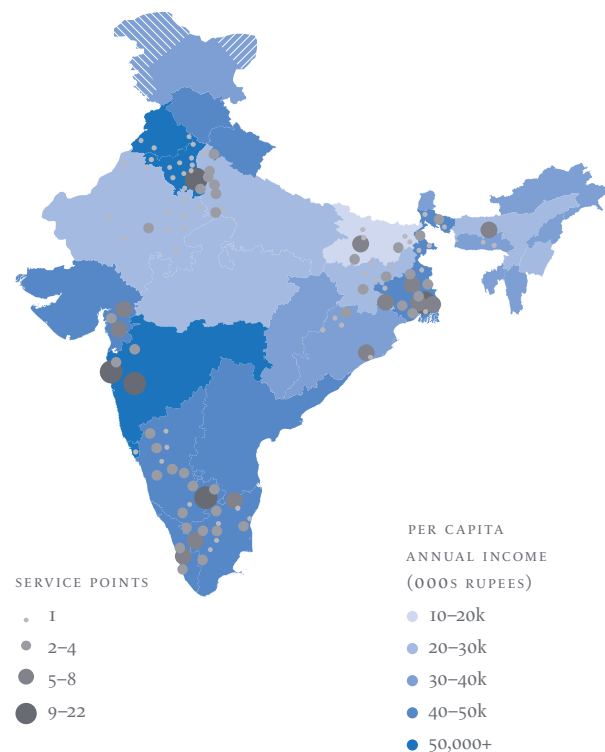 SERVICE POINTS
1
2–4
5–8
9–22
PER CAPITA
ANNUAL INCOME
(000S RUPEES)
10–20k
20–30k
30–40k
40–50k
50,000+